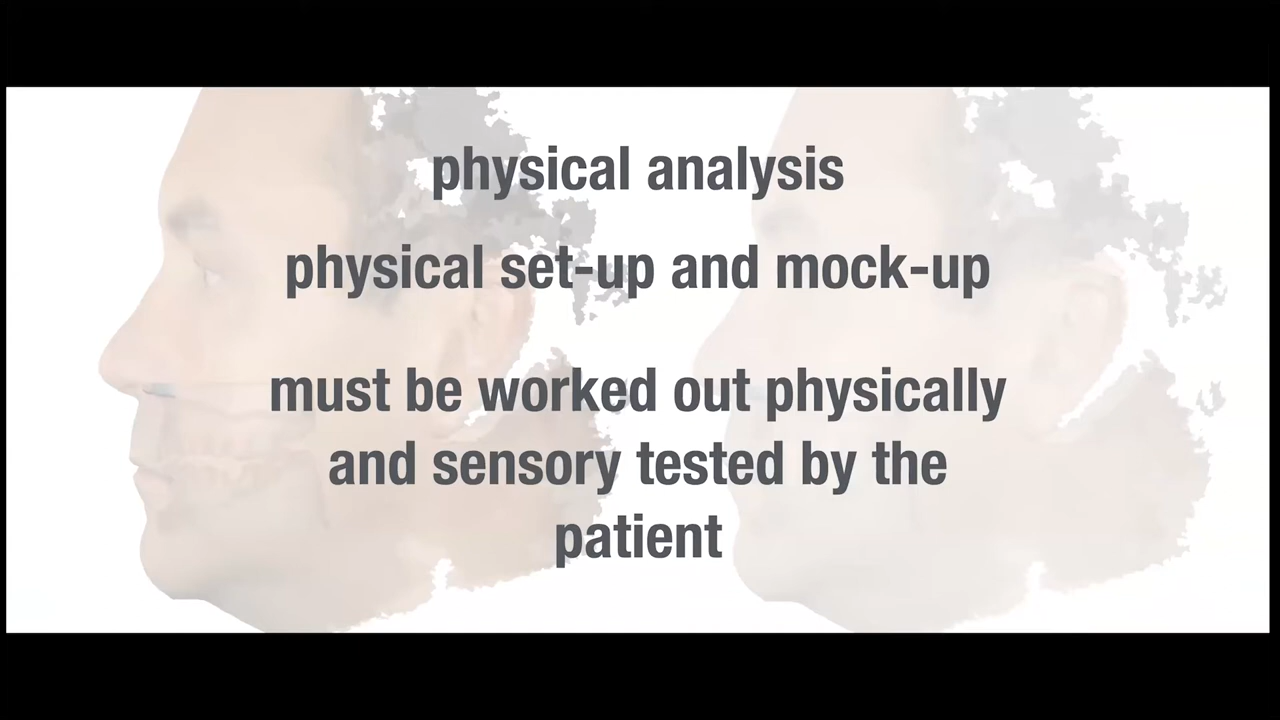 physical analysis
physical set-up and mock-up
must be worked out physically
and sensory tested by the
patient